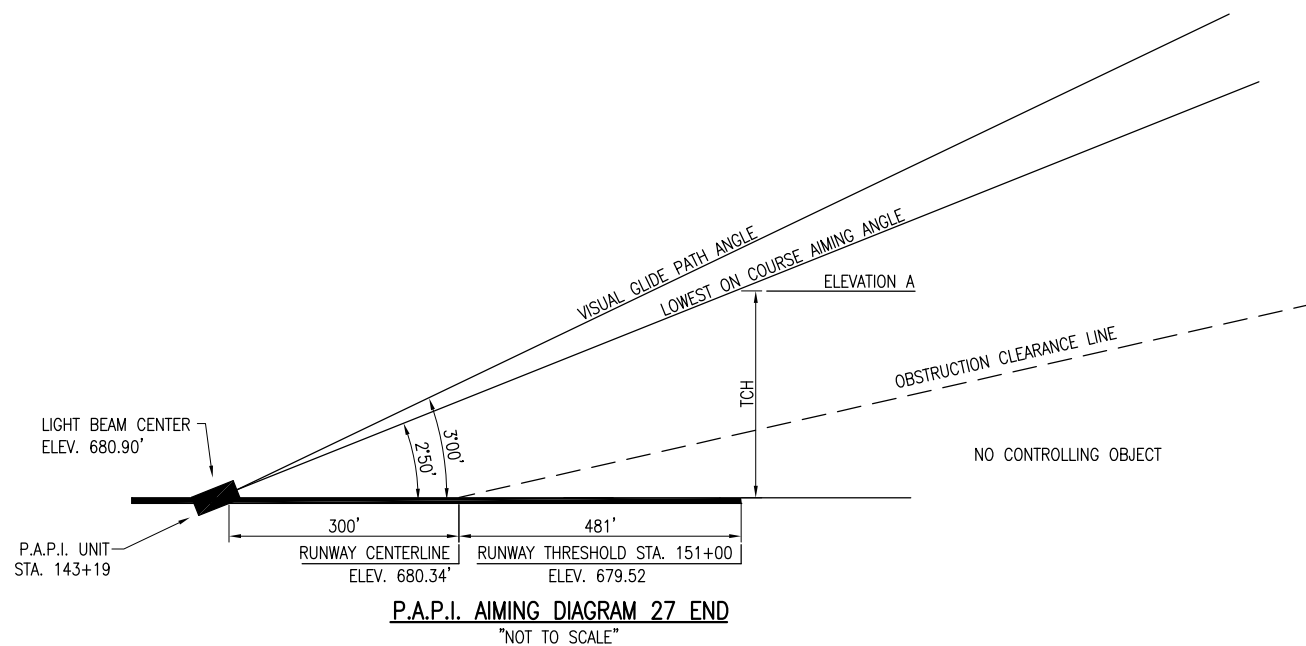 VISUAL GLIDE PATH ANGLE
LOWEST ON COURSE AIMING ANGLE
ELEVATION A
OBSTRUCTION CLEARANCE LINE
TCH
LIGHT BEAM CENTER
ELEV. 680.90'
3°00'
2°50'
NO CONTROLLING OBJECT
P.A.P.I. UNIT
STA. 143+19
300'
481'
RUNWAY CENTERLINE
ELEV. 680.34'
RUNWAY THRESHOLD STA. 151+00
ELEV. 679.52
P.A.P.I. AIMING DIAGRAM 27 END
"NOT TO SCALE"